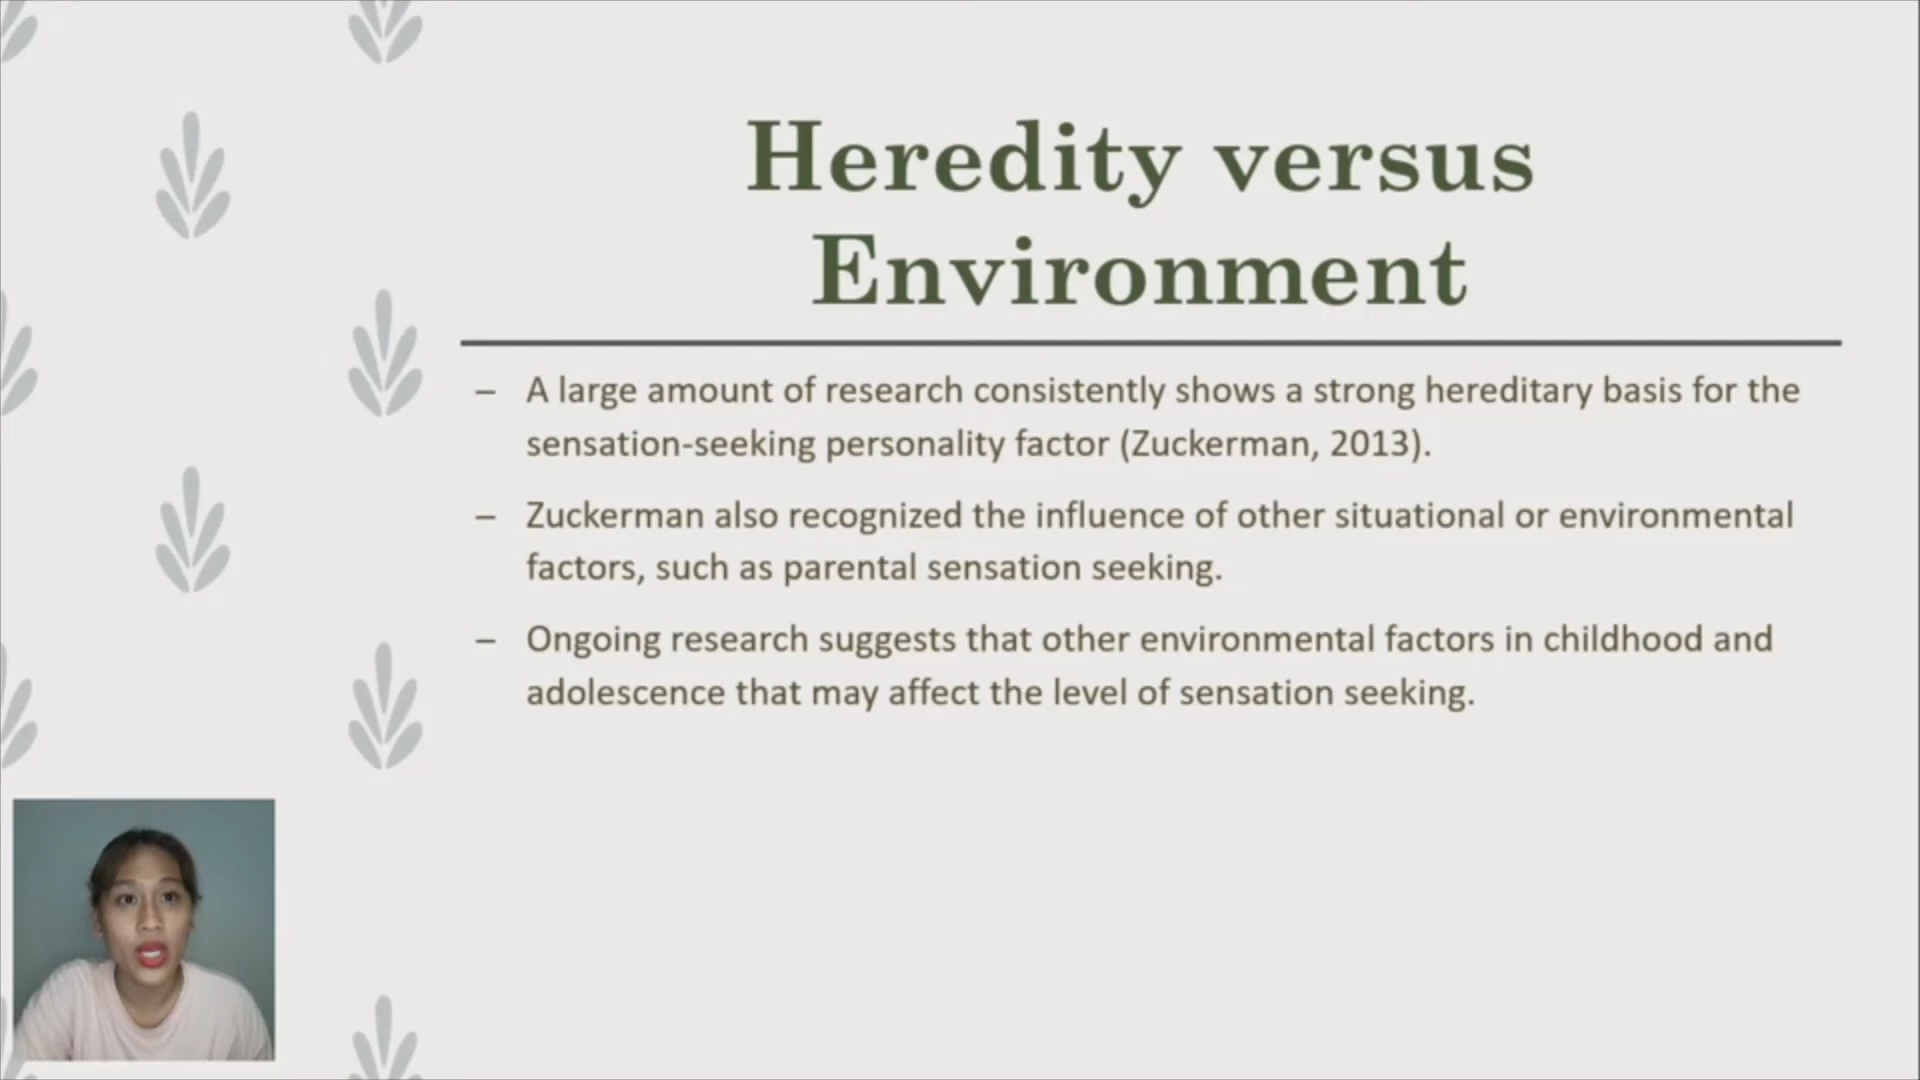 Heredity versus
Environment
– A large amount of research consistently shows a strong hereditary basis for the
sensation-seeking personality factor (Zuckerman, 2013).
– Zuckerman also recognized the influence of other situational or environmental
factors, such as parental sensation seeking.
– Ongoing research suggests that other environmental factors in childhood and
adolescence that may affect the level of sensation seeking.